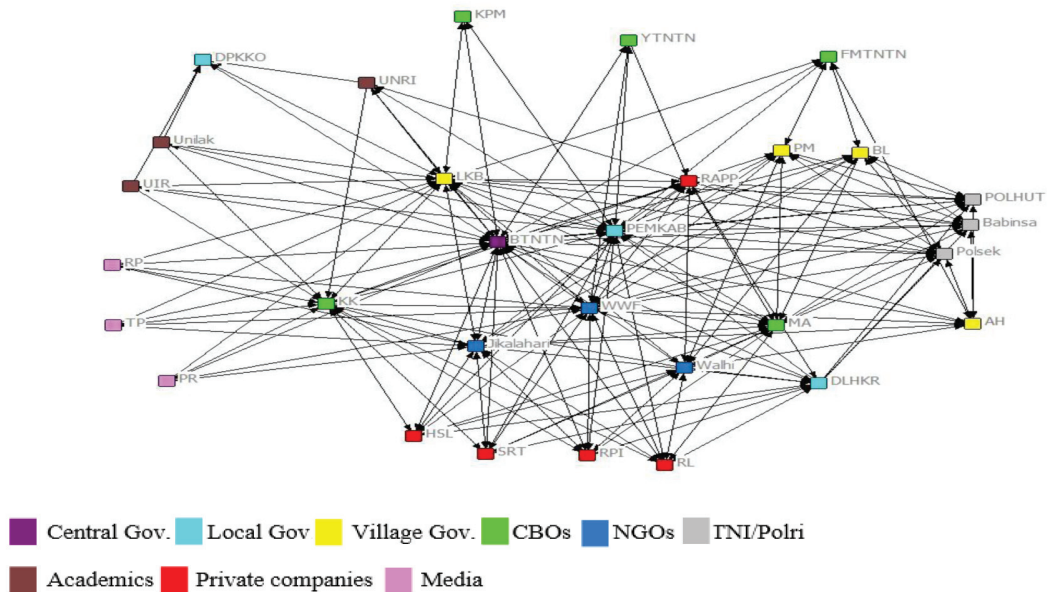 KPM
YTNTN
FMTNTN
DPKKO
UNRI
Unilak
PM
BL
UIR
LKB
RAPP
POLHUT
Babinsa
PEMKAB
BTNTN
Polsek
RP
KK
WWF
TP
MA
AH
Jikalahari
Walhi
PR
DLHKR
HSL
SRT
RPI
RL
Central Gov. Local Gov Village Gov. CBOs NGOs TNI/Polri
Academics Private companies Media